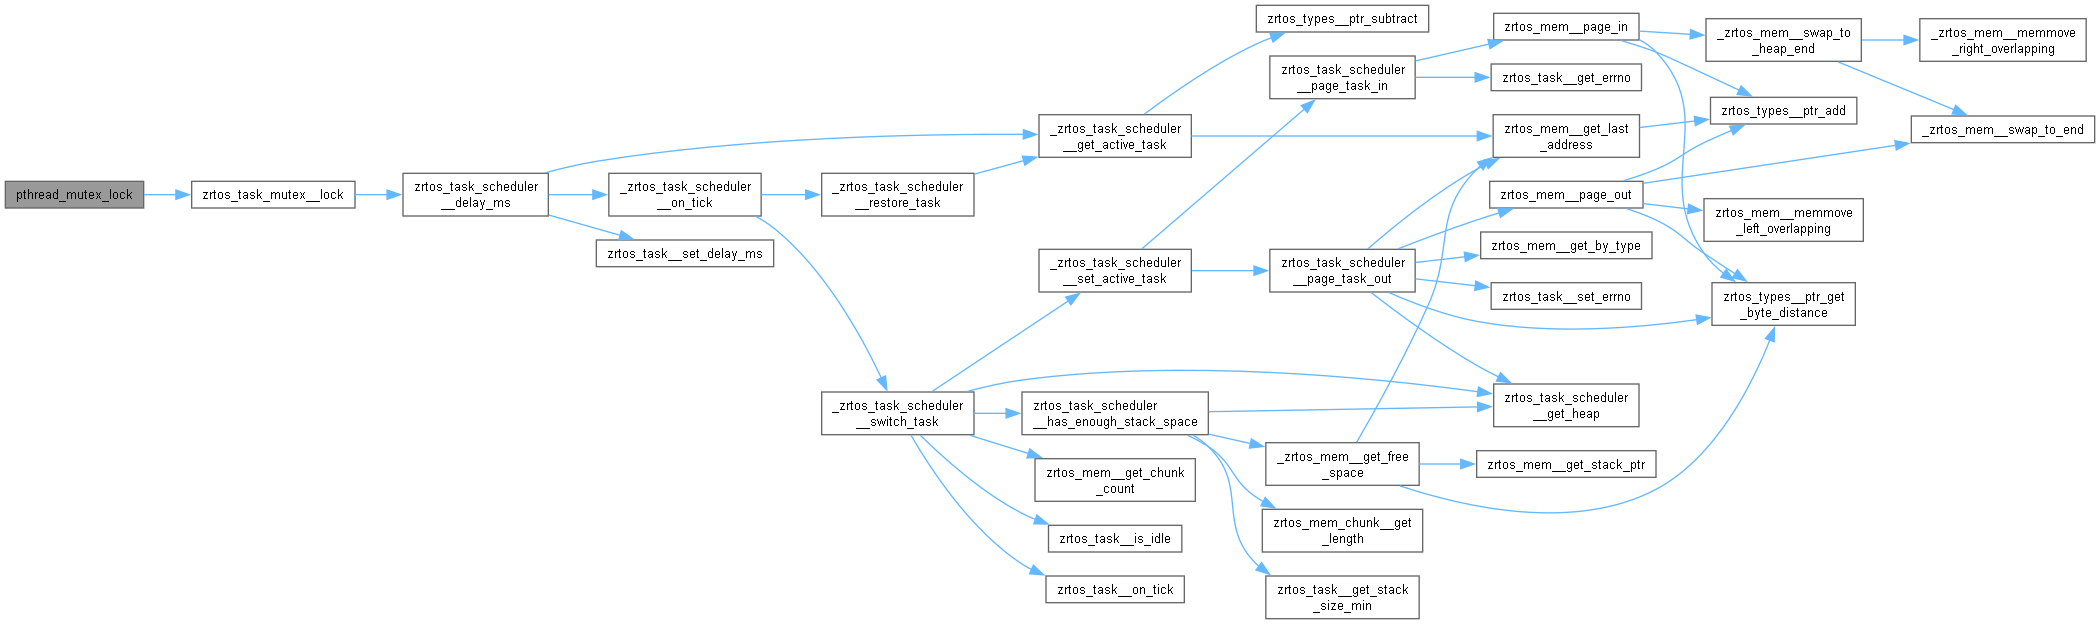 pthread_mutex_lock
zrtos_task_mutex__lock
zrtos_task_scheduler
__delay_ms
_zrtos_task_scheduler
__on_tick
zrtos_task__set_delay_ms
_zrtos_task_scheduler
__restore_task
_zrtos_task_scheduler
__switch_task
_zrtos_task_scheduler
__get_active_task
_zrtos_task_scheduler
__set_active_task
zrtos_task_scheduler
__has_enough_stack_space
zrtos_mem__get_chunk
_count
zrtos_task__is_idle
zrtos_task__on_tick
zrtos_types__ptr_subtract
zrtos_task_scheduler
__page_task_in
zrtos_task_scheduler
__page_task_out
_zrtos_mem__get_free
_space
zrtos_mem_chunk__get
_length
zrtos_task__get_stack
_size_min
zrtos_mem__page_in
zrtos_task__get_errno
zrtos_mem__get_last
_address
zrtos_mem__page_out
zrtos_mem__get_by_type
zrtos_task__set_errno
zrtos_task_scheduler
__get_heap
zrtos_mem__get_stack_ptr
_zrtos_mem__swap_to
_heap_end
zrtos_types__ptr_add
zrtos_mem__memmove
_left_overlapping
zrtos_types__ptr_get
_byte_distance
_zrtos_mem__memmove
_right_overlapping
_zrtos_mem__swap_to_end